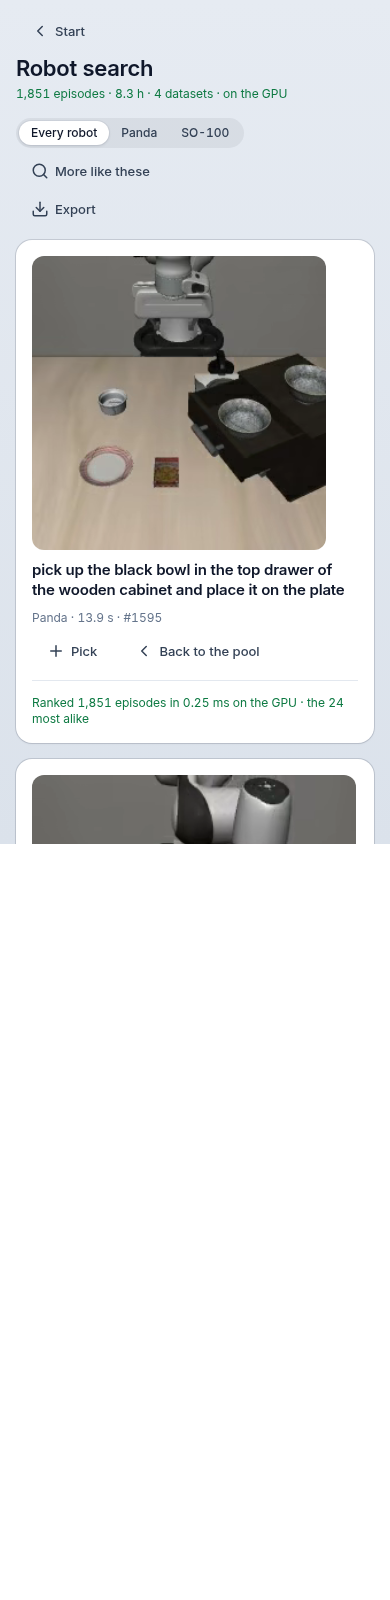 Start
Robot search
1,851 episodes · 8.3 h · 4 datasets · on the GPU
Every robot
Panda
SO-100
More like these
Export
pick up the black bowl in the top drawer of
the wooden cabinet and place it on the plate
Panda · 13.9 s · #1595
Pick
Back to the pool
Ranked 1,851 episodes in 0.25 ms on the GPU · the 24
most alike